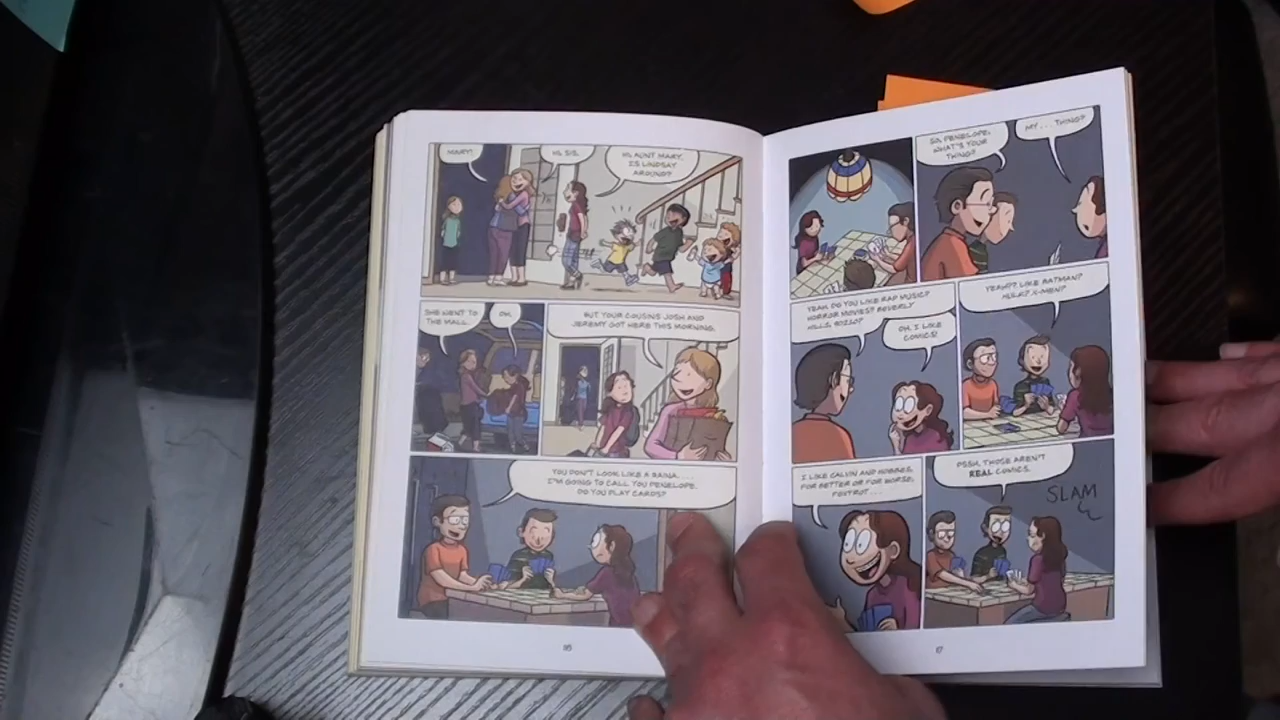 MARY!
HI, SIS.
HI, AUNT MARY.
IS LINDSAY
AROUND?
SHE WENT TO
THE MALL.
OH.
BUT YOUR COUSINS JOSH AND
JEREMY GOT HERE THIS MORNING.
YOU DON'T LOOK LIKE A RAINA. . . .
I'M GOING TO CALL YOU PENELOPE.
DO YOU PLAY CARDS?
SO, PENELOPE,
WHAT'S YOUR
THING?
MY . . . THING?
YEAH. DO YOU LIKE RAP MUSIC?
HORROR MOVIES? BEVERLY
HILLS, 90210?
OH, I LIKE
COMICS!
YEAH?? LIKE BATMAN?
HULK? X-MEN?
I LIKE CALVIN AND HOBBES,
FOR BETTER OR FOR WORSE,
FOXTROT . . .
PSSH, THOSE AREN'T
REAL COMICS.
SLAM
17